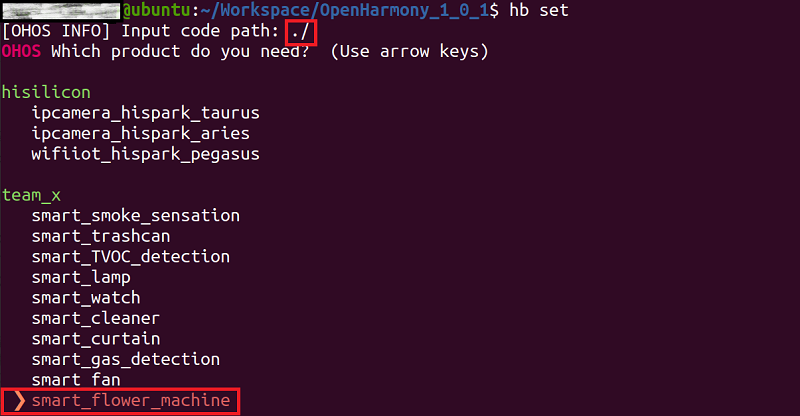 @ubuntu:~/Workspace/OpenHarmony_1_0_1$ hb set
[OHOS INFO] Input code path: ./
OHOS Which product do you need?  (Use arrow keys)
hisilicon
ipcamera_hispark_taurus
ipcamera_hispark_aries
wifiiot_hispark_pegasus
team_x
smart_smoke_sensation
smart_trashcan
smart_TVOC_detection
smart_lamp
smart_watch
smart_cleaner
smart_curtain
smart_gas_detection
smart_fan
❯ smart_flower_machine